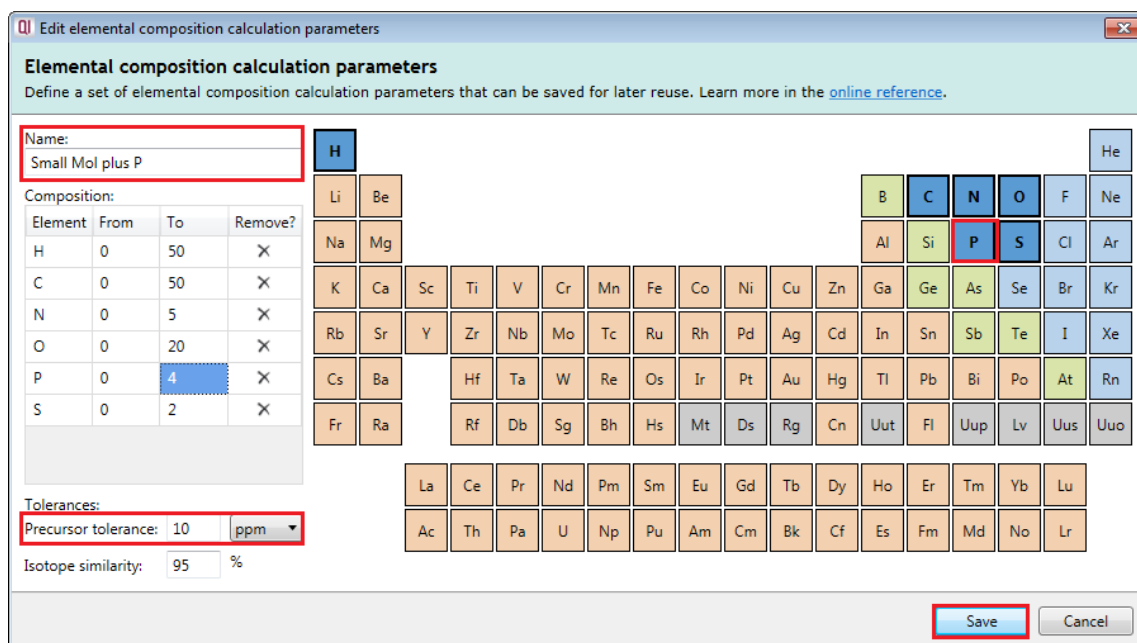 QI Edit elemental composition calculation parameters
Elemental composition calculation parameters
Define a set of elemental composition calculation parameters that can be saved for later reuse. Learn more in the online reference.
Name:
Small Mol plus P
Composition:
Element From To Remove?
H 0 50
C 0 50
N 0 5
O 0 20
P 0 4
S 0 2
Tolerances:
Precursor tolerance: 10 ppm
Isotope similarity: 95 %
H He
Li Be B C N O F Ne
Na Mg Al Si P S Cl Ar
K Ca Sc Ti V Cr Mn Fe Co Ni Cu Zn Ga Ge As Se Br Kr
Rb Sr Y Zr Nb Mo Tc Ru Rh Pd Ag Cd In Sn Sb Te I Xe
Cs Ba Hf Ta W Re Os Ir Pt Au Hg Tl Pb Bi Po At Rn
Fr Ra Rf Db Sg Bh Hs Mt Ds Rg Cn Uut Fl Uup Lv Uus Uuo
La Ce Pr Nd Pm Sm Eu Gd Tb Dy Ho Er Tm Yb Lu
Ac Th Pa U Np Pu Am Cm Bk Cf Es Fm Md No Lr
Save Cancel